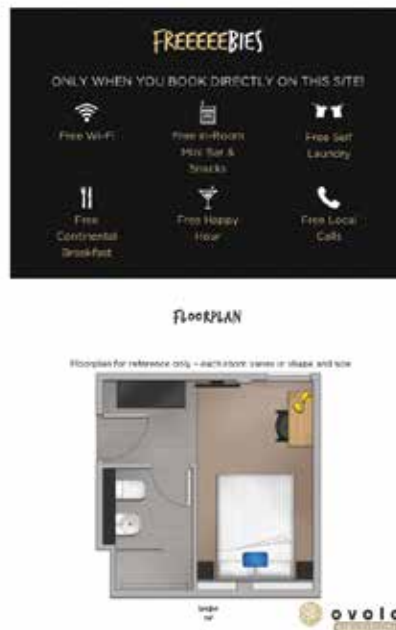 FREEEEEBIES
ONLY WHEN YOU BOOK DIRECTLY ON THIS SITE!
Free Wi-Fi
Free In-Room
Mini Bar &
Snacks
Free Self
Laundry
Free
Continental
Breakfast
Free Happy
Hour
Free Local
Calls
FLOORPLAN
Floorplan for reference only - each room varies in shape and size
ovolo